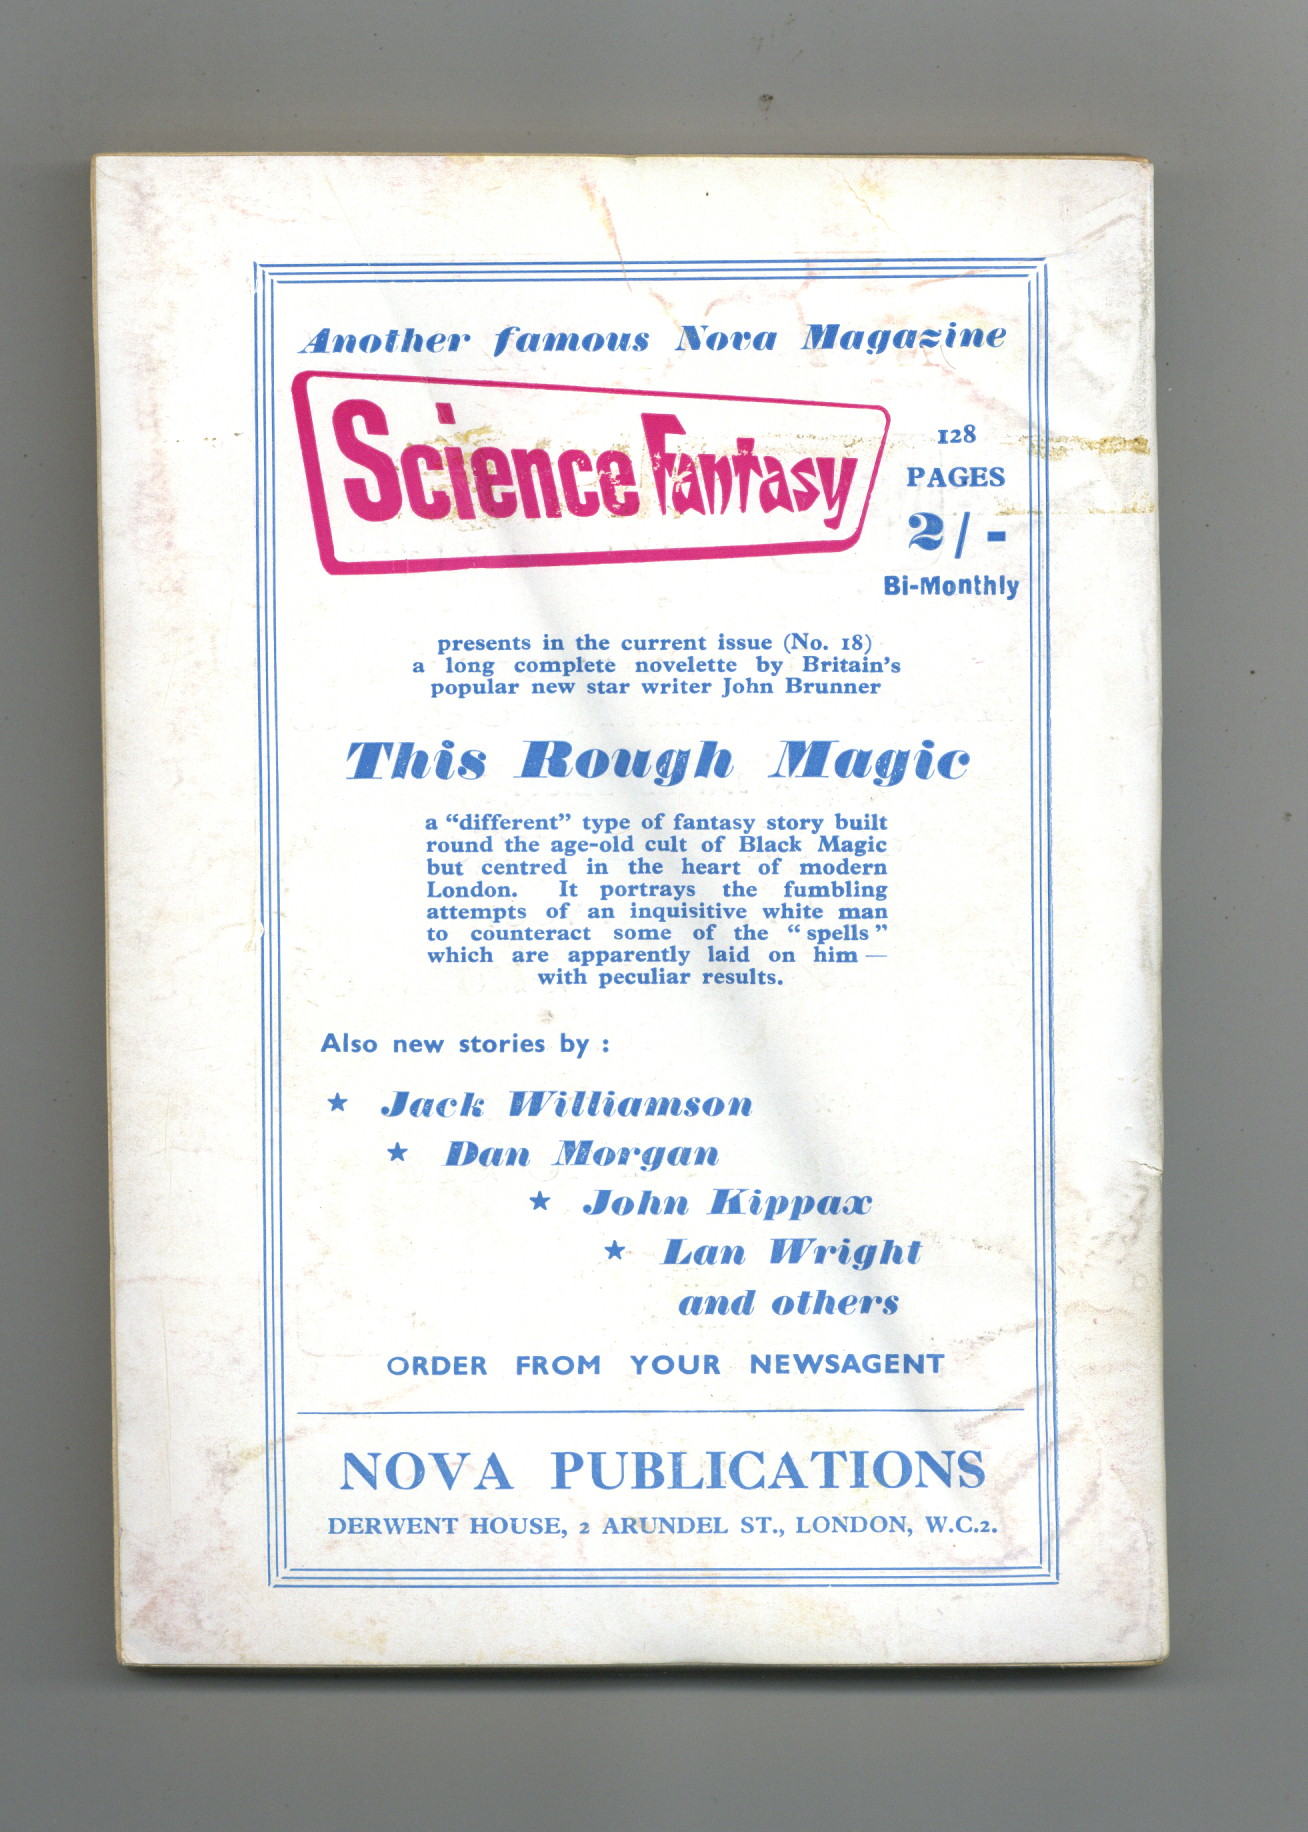 Another famous Nova Magazine
Science Fantasy
128
PAGES
2/-
Bi-Monthly
presents in the current issue (No. 18)
a long complete novelette by Britain's
popular new star writer John Brunner
This Rough Magic
a "different" type of fantasy story built
round the age-old cult of Black Magic
but centred in the heart of modern
London. It portrays the fumbling
attempts of an inquisitive white man
to counteract some of the "spells"
which are apparently laid on him —
with peculiar results.
Also new stories by :
★ Jack Williamson
★ Dan Morgan
★ John Kippax
★ Lan Wright
and others
ORDER FROM YOUR NEWSAGENT
NOVA PUBLICATIONS
DERWENT HOUSE, 2 ARUNDEL ST., LONDON, W.C.2.